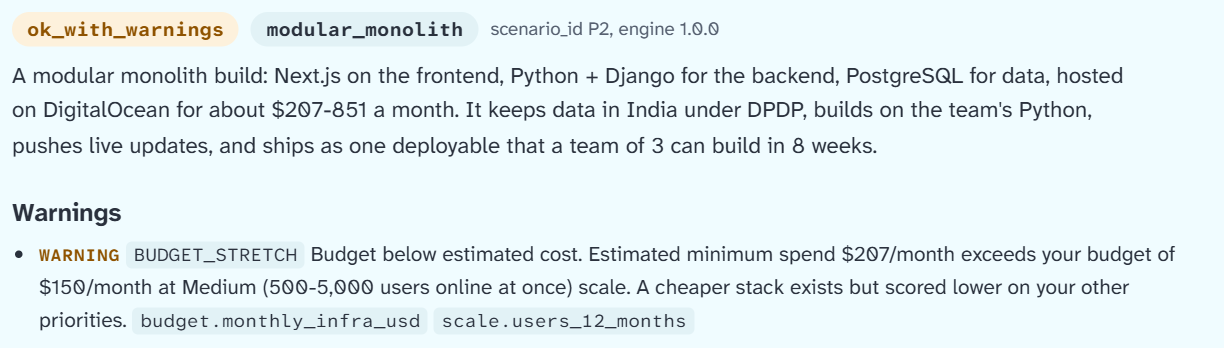 ok_with_warnings modular_monolith scenario_id P2, engine 1.0.0
A modular monolith build: Next.js on the frontend, Python + Django for the backend, PostgreSQL for data, hosted
on DigitalOcean for about $207-851 a month. It keeps data in India under DPDP, builds on the team's Python,
pushes live updates, and ships as one deployable that a team of 3 can build in 8 weeks.
Warnings
• WARNING BUDGET_STRETCH Budget below estimated cost. Estimated minimum spend $207/month exceeds your budget of
$150/month at Medium (500-5,000 users online at once) scale. A cheaper stack exists but scored lower on your other
priorities. budget.monthly_infra_usd scale.users_12_months